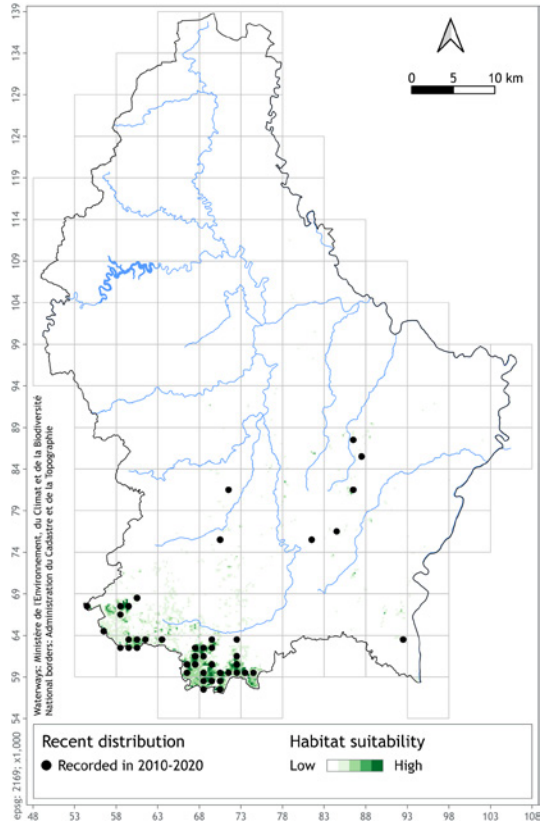 139
134
129
124
119
114
109
104
99
94
89
84
79
74
69
64
59
54
0 5 10 km
Waterways: Ministère de l'Environnement, du Climat et de la Biodiversité
National borders: Administration du Cadastre et de la Topographie
epsg: 2169; x1,000
Recent distribution
Recorded in 2010-2020
Habitat suitability
Low High
48 53 58 63 68 73 78 83 88 93 98 103 108